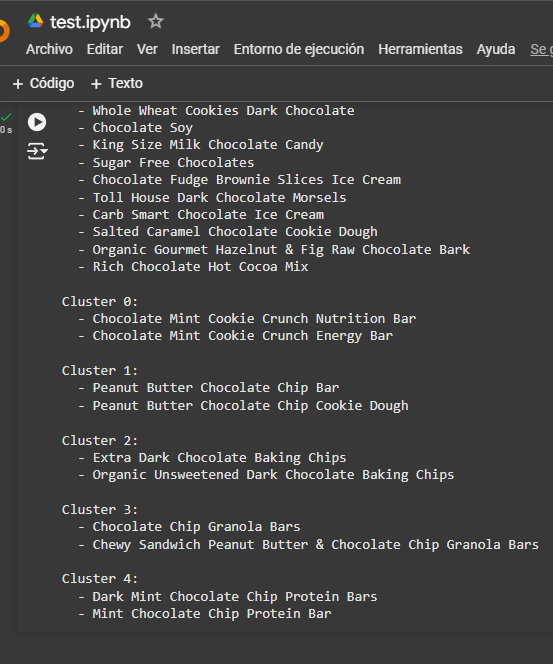 test.ipynb
Archivo Editar Ver Insertar Entorno de ejecución Herramientas Ayuda Se g
+ Código + Texto
0 s
- Whole Wheat Cookies Dark Chocolate
- Chocolate Soy
- King Size Milk Chocolate Candy
- Sugar Free Chocolates
- Chocolate Fudge Brownie Slices Ice Cream
- Toll House Dark Chocolate Morsels
- Carb Smart Chocolate Ice Cream
- Salted Caramel Chocolate Cookie Dough
- Organic Gourmet Hazelnut & Fig Raw Chocolate Bark
- Rich Chocolate Hot Cocoa Mix
Cluster 0:
- Chocolate Mint Cookie Crunch Nutrition Bar
- Chocolate Mint Cookie Crunch Energy Bar
Cluster 1:
- Peanut Butter Chocolate Chip Bar
- Peanut Butter Chocolate Chip Cookie Dough
Cluster 2:
- Extra Dark Chocolate Baking Chips
- Organic Unsweetened Dark Chocolate Baking Chips
Cluster 3:
- Chocolate Chip Granola Bars
- Chewy Sandwich Peanut Butter & Chocolate Chip Granola Bars
Cluster 4:
- Dark Mint Chocolate Chip Protein Bars
- Mint Chocolate Chip Protein Bar